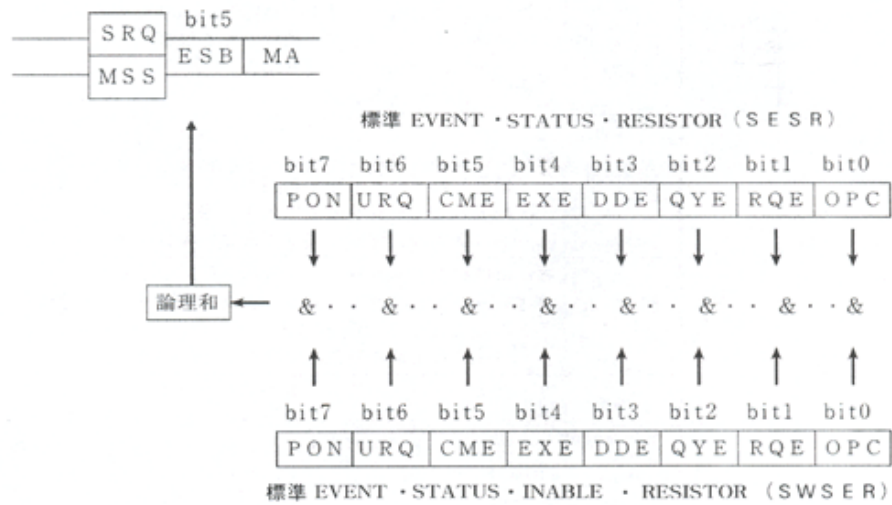 bit5
SRQ
MSS
ESB MA
標準 EVENT ・STATUS・RESISTOR(SESR)
bit7 bit6 bit5 bit4 bit3 bit2 bit1 bit0
PON URQ CME EXE DDE QYE RQE OPC
論理和
&・・&・・&・・&・・&・・&・・&・・&
bit7 bit6 bit5 bit4 bit3 bit2 bit1 bit0
PON URQ CME EXE DDE QYE RQE OPC
標準 EVENT ・STATUS・INABLE ・RESISTOR (SWSER)